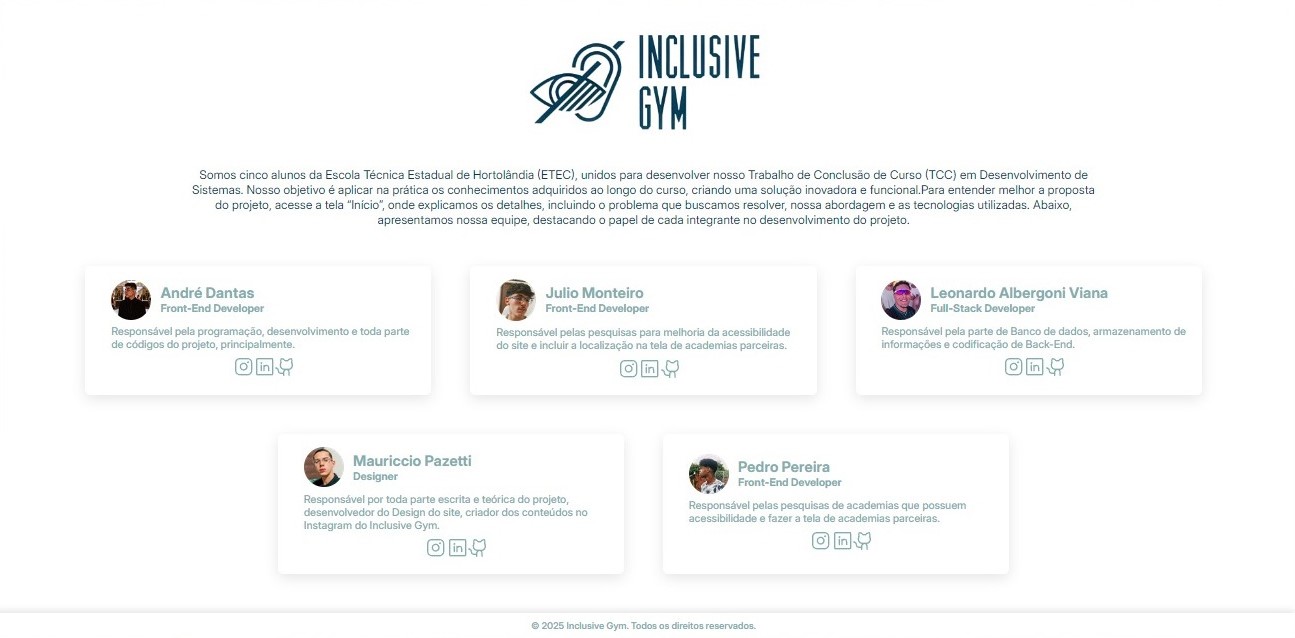 INCLUSIVE
GYM
Somos cinco alunos da Escola Técnica Estadual de Hortolândia (ETEC), unidos para desenvolver nosso Trabalho de Conclusão de Curso (TCC) em Desenvolvimento de
Sistemas. Nosso objetivo é aplicar na prática os conhecimentos adquiridos ao longo do curso, criando uma solução inovadora e funcional.Para entender melhor a proposta
do projeto, acesse a tela “Início”, onde explicamos os detalhes, incluindo o problema que buscamos resolver, nossa abordagem e as tecnologias utilizadas. Abaixo,
apresentamos nossa equipe, destacando o papel de cada integrante no desenvolvimento do projeto.
André Dantas
Front-End Developer
Responsável pela programação, desenvolvimento e toda parte
de códigos do projeto, principalmente.
Julio Monteiro
Front-End Developer
Responsável pelas pesquisas para melhoria da acessibilidade
do site e incluir a localização na tela de academias parceiras.
Leonardo Albergoni Viana
Full-Stack Developer
Responsável pela parte de Banco de dados, armazenamento de
informações e codificação de Back-End.
Mauriccio Pazetti
Designer
Responsável por toda parte escrita e teórica do projeto,
desenvolvedor do Design do site, criador dos conteúdos no
Instagram do Inclusive Gym.
Pedro Pereira
Front-End Developer
Responsável pelas pesquisas de academias que possuem
acessibilidade e fazer a tela de academias parceiras.
© 2025 Inclusive Gym. Todos os direitos reservados.